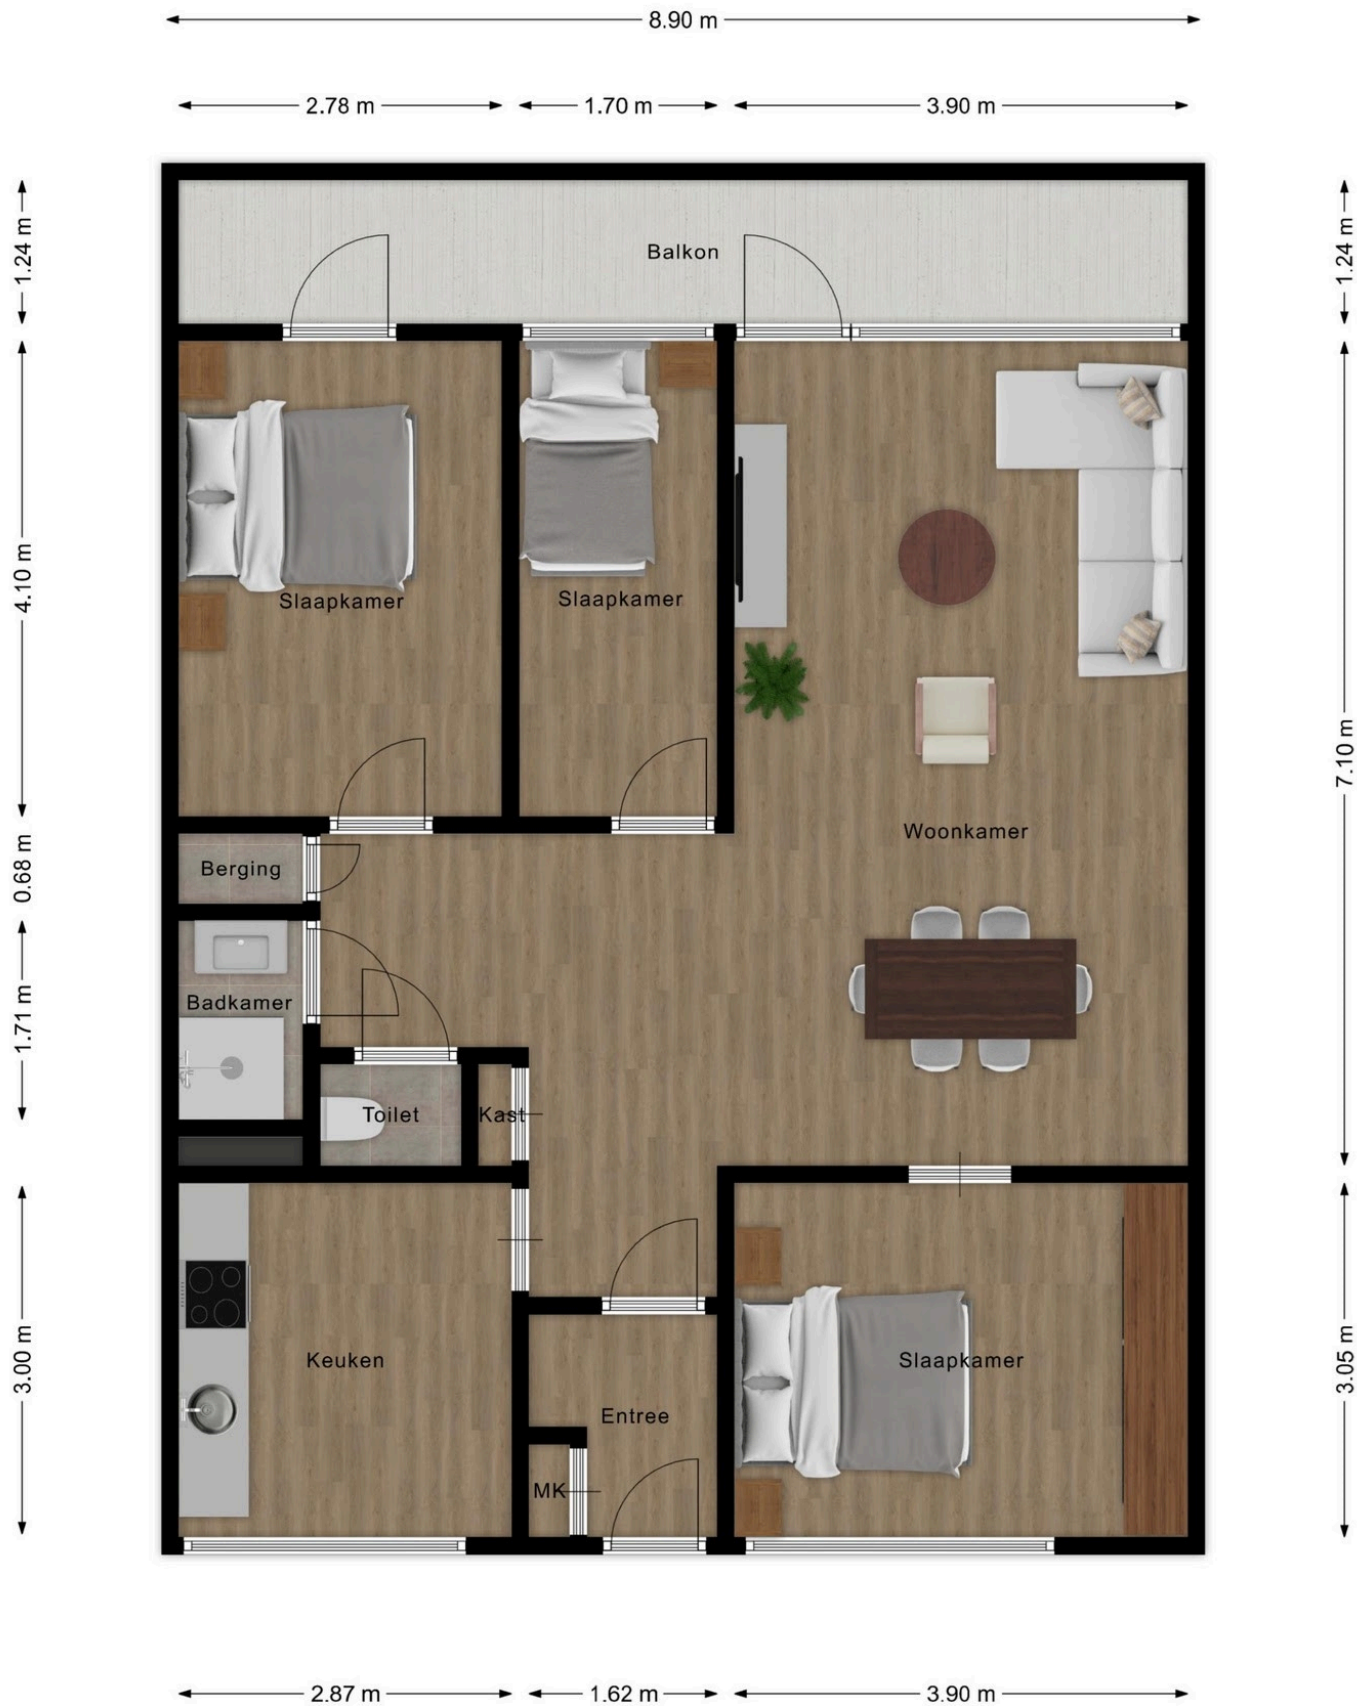 8.90 m
2.78 m
1.70 m
3.90 m
1.24 m
1.24 m
Balkon
4.10 m
Slaapkamer
Slaapkamer
7.10 m
Woonkamer
0.68 m
Berging
1.71 m
Badkamer
Toilet
Kast
3.00 m
Keuken
Slaapkamer
3.05 m
Entree
MK
2.87 m
1.62 m
3.90 m